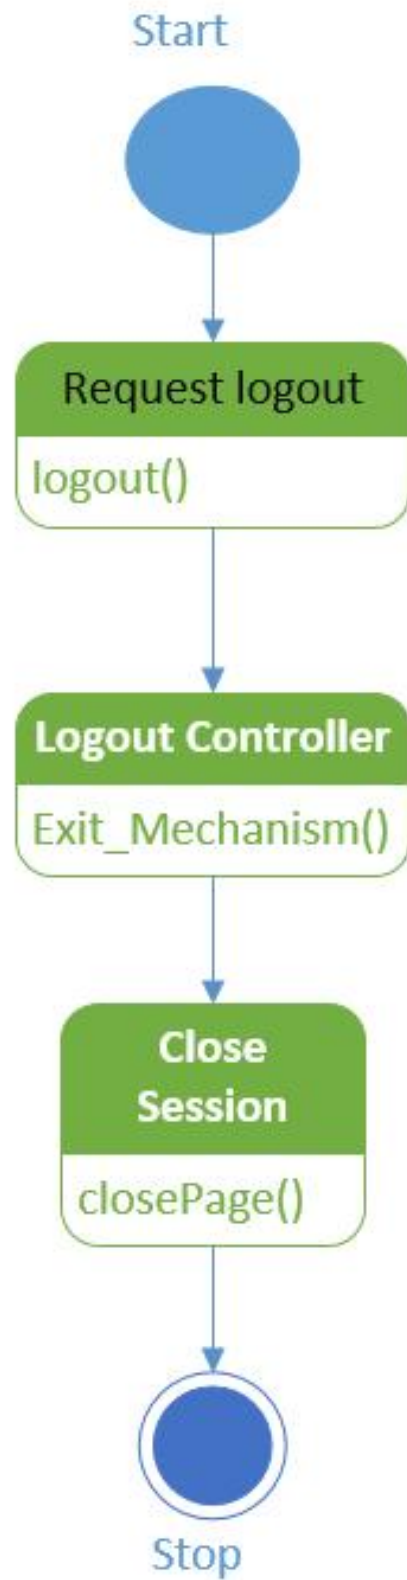 Start
Request logout
logout()
Logout Controller
Exit_Mechanism()
Close
Session
closePage()
Stop